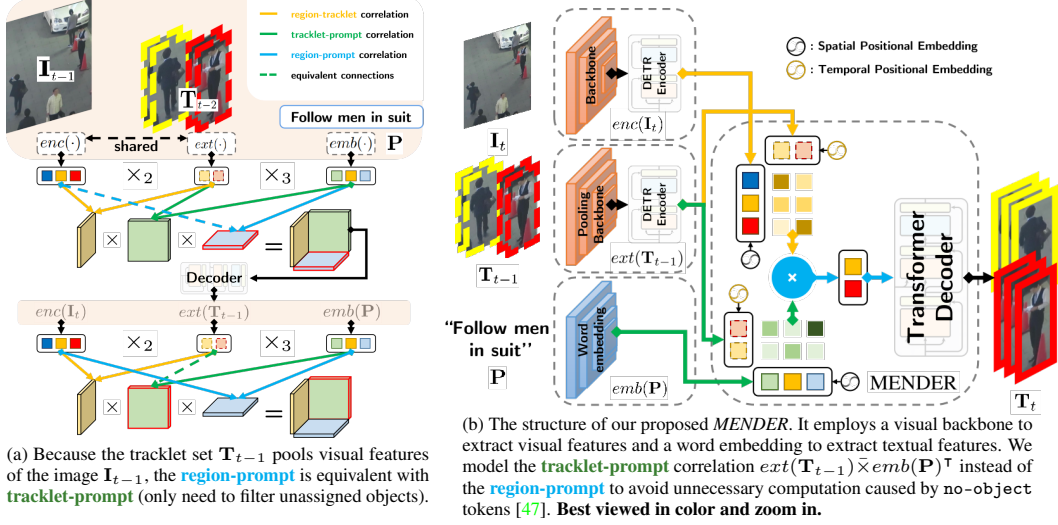 region-tracklet correlation
tracklet-prompt correlation
region-prompt correlation
equivalent connections
I_{t−1}
T_{t−2}
Follow men in suit
enc(·)
shared
ext(·)
emb(·)
P
×₂
×₃
× × =
Decoder
enc(I_t)
ext(T_{t−1})
emb(P)
×₂
×₃
× × =
(a) Because the tracklet set T_{t−1} pools visual features
of the image I_{t−1}, the region-prompt is equivalent with
tracklet-prompt (only need to filter unassigned objects).
: Spatial Positional Embedding
: Temporal Positional Embedding
Backbone
DETR
Encoder
enc(I_t)
I_t
Pooling
Backbone
DETR
Encoder
ext(T_{t−1})
T_{t−1}
"Follow men
in suit"
P
Word
embedding
emb(P)
×
Transformer
Decoder
MENDER
T_t
(b) The structure of our proposed MENDER. It employs a visual backbone to
extract visual features and a word embedding to extract textual features. We
model the tracklet-prompt correlation ext(T_{t−1})×̄emb(P)ᵀ instead of
the region-prompt to avoid unnecessary computation caused by no-object
tokens [47]. Best viewed in color and zoom in.